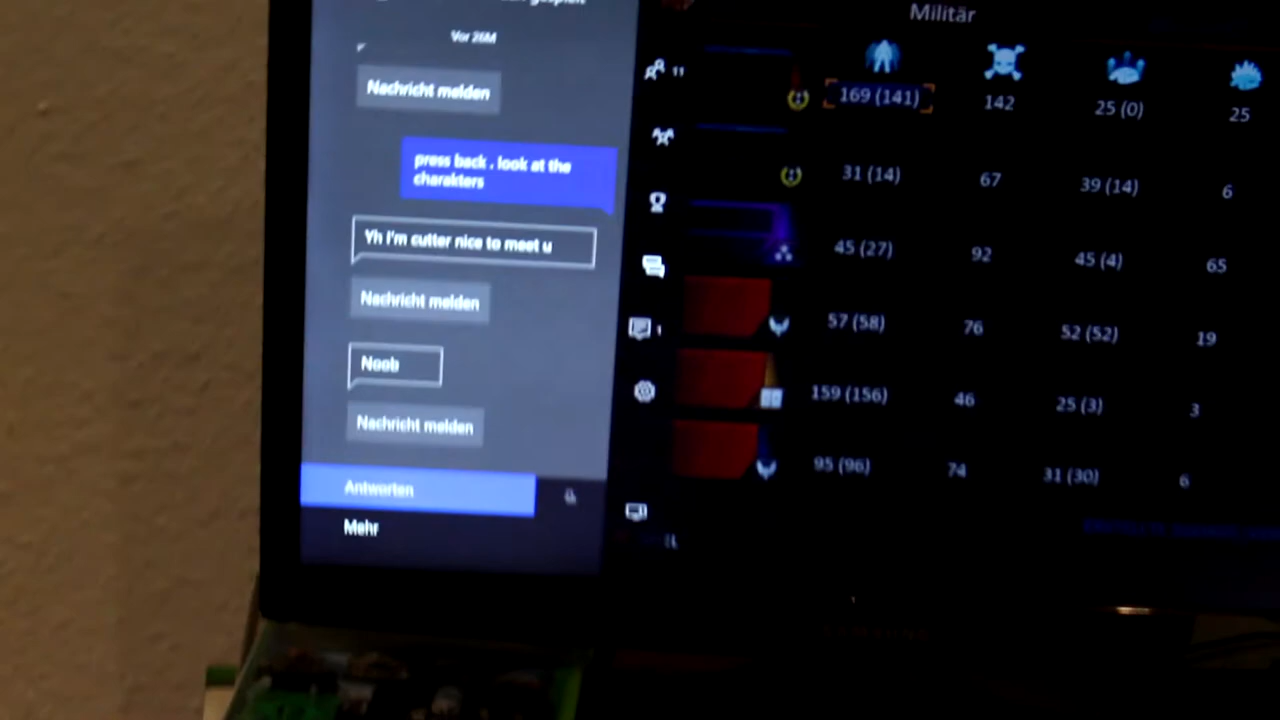 Vor 26M
Nachricht melden
press back . look at the
charakters
Yh I'm cutter nice to meet u
Nachricht melden
Noob
Nachricht melden
Antworten
Mehr
11
1
Militär
169 (141) 142 25 (0) 25
31 (14) 67 39 (14) 6
45 (27) 92 45 (4) 65
57 (58) 76 52 (52) 19
159 (156) 46 25 (3) 3
95 (96) 74 31 (30) 6
SAMSUNG